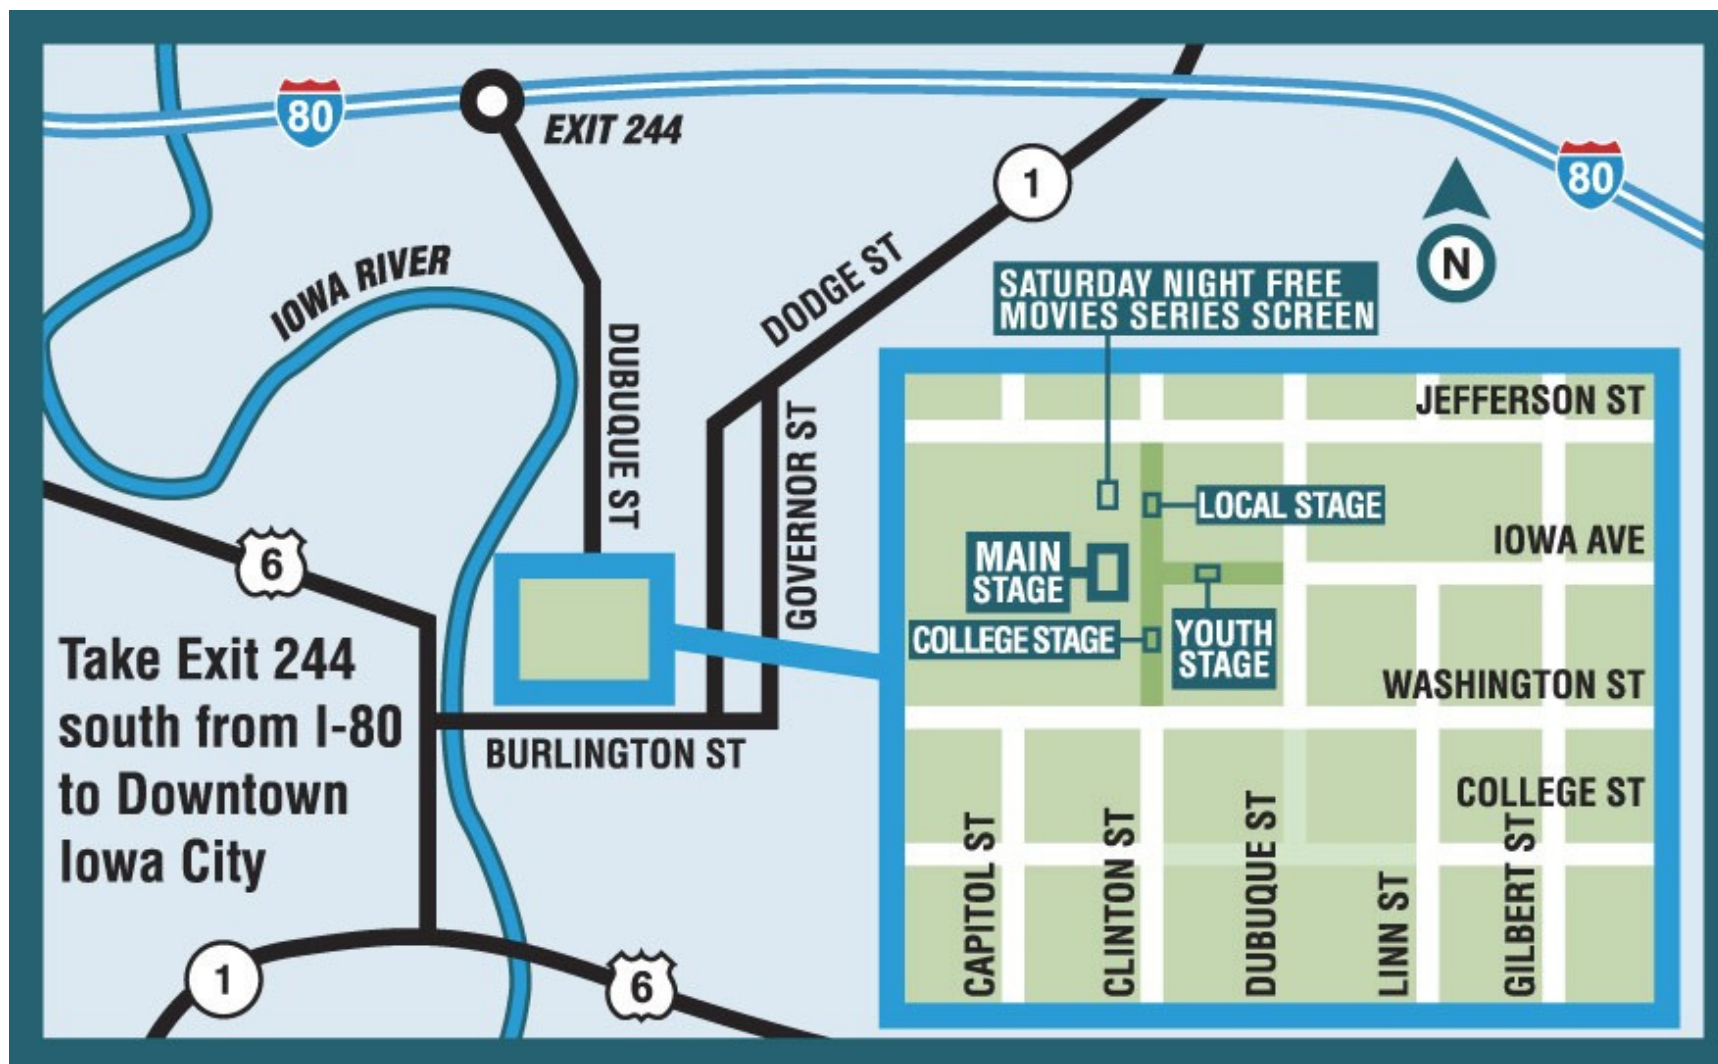 80
EXIT 244
1
80
N
IOWA RIVER
DODGE ST
DUBUQUE ST
GOVERNOR ST
SATURDAY NIGHT FREE
MOVIES SERIES SCREEN
JEFFERSON ST
LOCAL STAGE
IOWA AVE
MAIN
STAGE
COLLEGE STAGE
YOUTH
STAGE
WASHINGTON ST
COLLEGE ST
CAPITOL ST
CLINTON ST
DUBUQUE ST
LINN ST
GILBERT ST
6
Take Exit 244
south from I-80
to Downtown
Iowa City
BURLINGTON ST
1
6